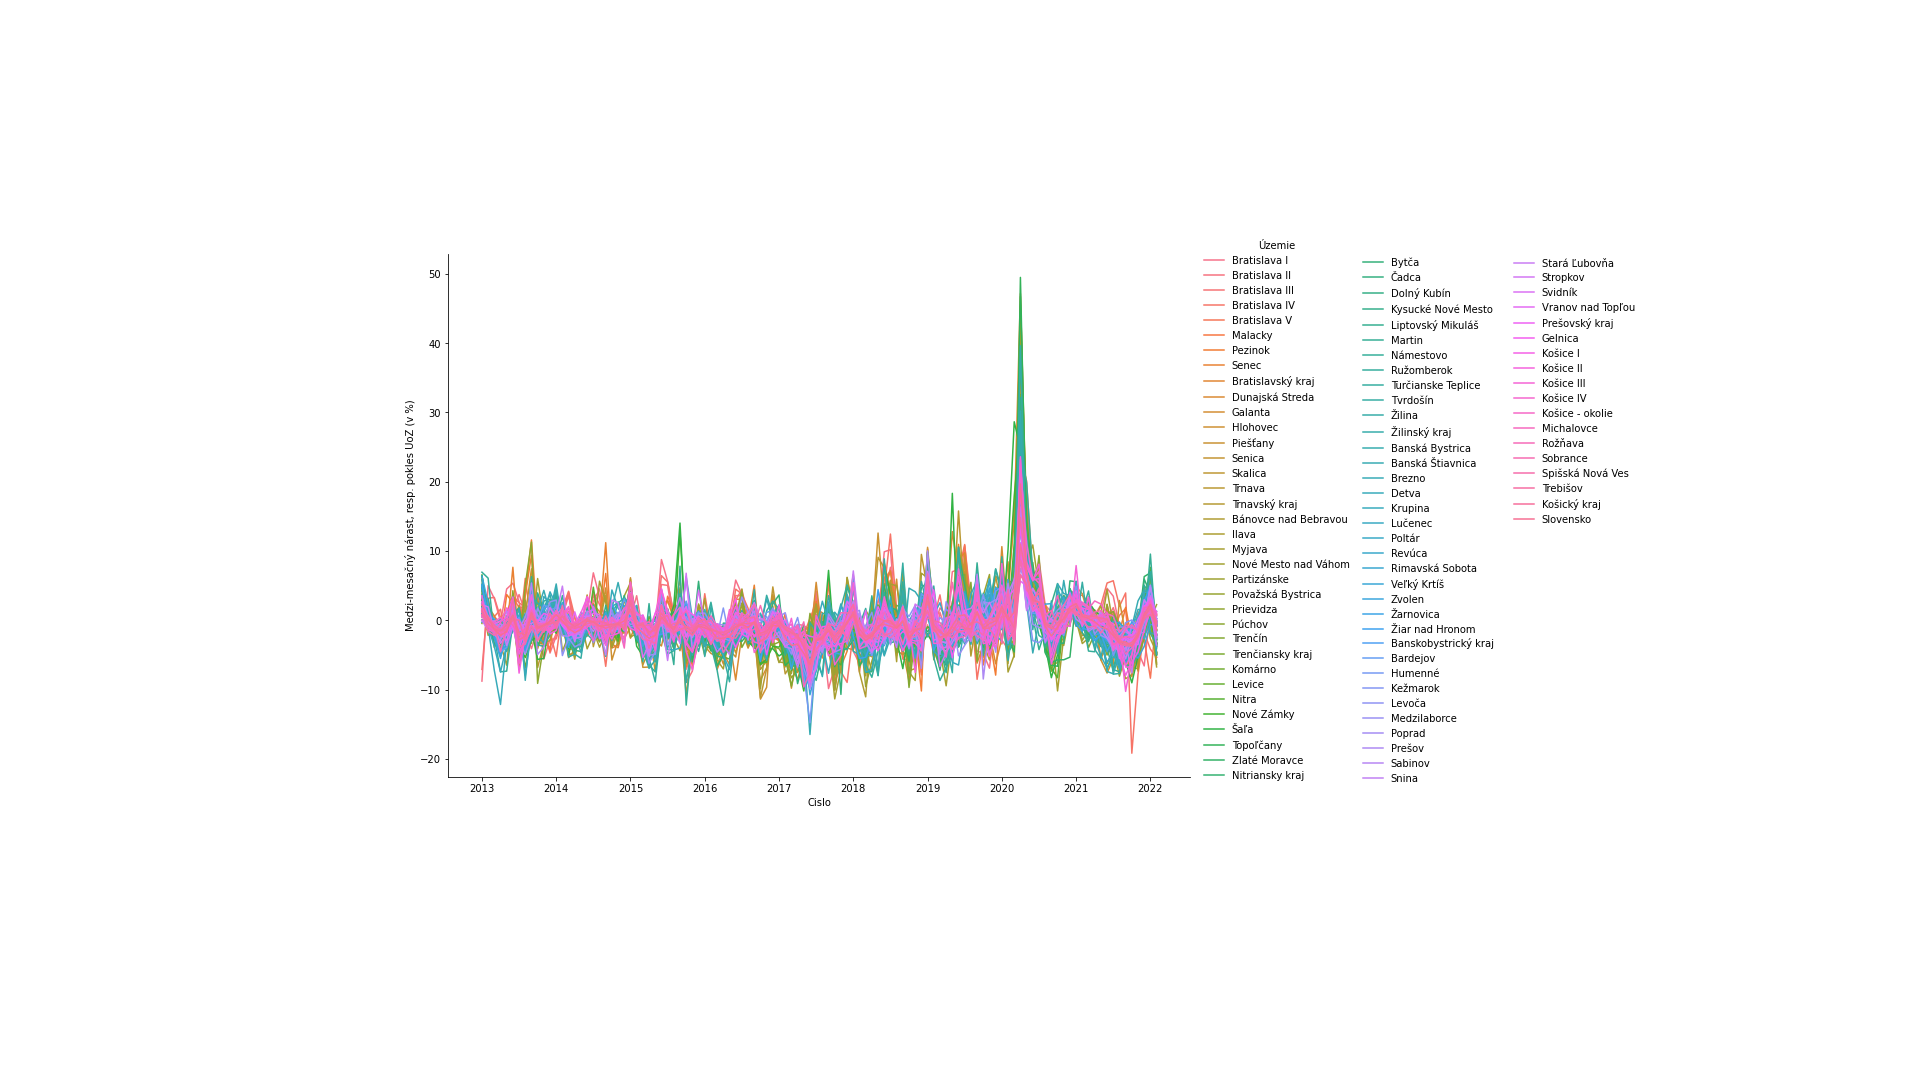 Medzi-mesačný nárast, resp. pokles UoZ (v %)
50
40
30
20
10
0
−10
−20
2013
2014
2015
2016
2017
2018
2019
2020
2021
2022
Cislo
Územie
Bratislava I
Bratislava II
Bratislava III
Bratislava IV
Bratislava V
Malacky
Pezinok
Senec
Bratislavský kraj
Dunajská Streda
Galanta
Hlohovec
Piešťany
Senica
Skalica
Trnava
Trnavský kraj
Bánovce nad Bebravou
Ilava
Myjava
Nové Mesto nad Váhom
Partizánske
Považská Bystrica
Prievidza
Púchov
Trenčín
Trenčiansky kraj
Komárno
Levice
Nitra
Nové Zámky
Šaľa
Topoľčany
Zlaté Moravce
Nitriansky kraj
Bytča
Čadca
Dolný Kubín
Kysucké Nové Mesto
Liptovský Mikuláš
Martin
Námestovo
Ružomberok
Turčianske Teplice
Tvrdošín
Žilina
Žilinský kraj
Banská Bystrica
Banská Štiavnica
Brezno
Detva
Krupina
Lučenec
Poltár
Revúca
Rimavská Sobota
Veľký Krtíš
Zvolen
Žarnovica
Žiar nad Hronom
Banskobystrický kraj
Bardejov
Humenné
Kežmarok
Levoča
Medzilaborce
Poprad
Prešov
Sabinov
Snina
Stará Ľubovňa
Stropkov
Svidník
Vranov nad Topľou
Prešovský kraj
Gelnica
Košice I
Košice II
Košice III
Košice IV
Košice - okolie
Michalovce
Rožňava
Sobrance
Spišská Nová Ves
Trebišov
Košický kraj
Slovensko